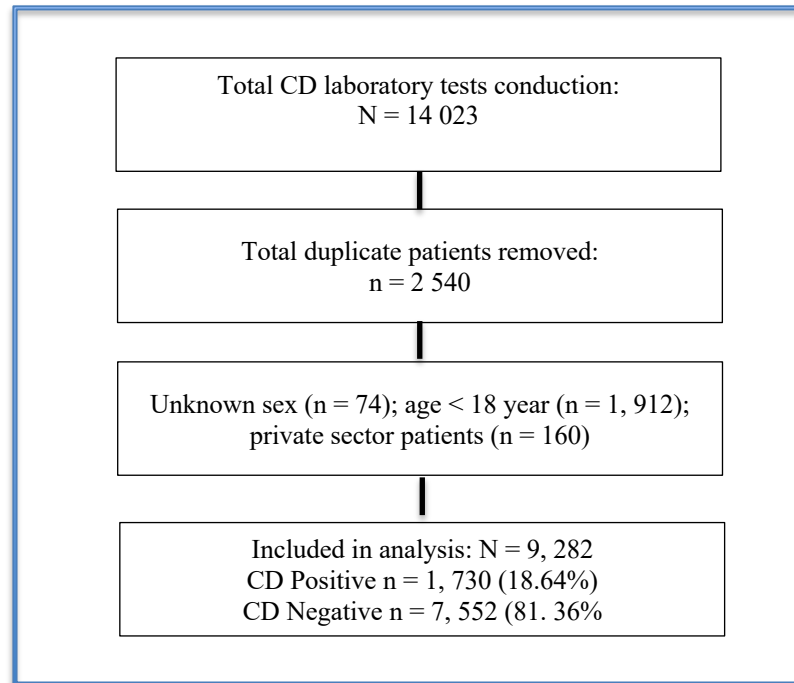 Total CD laboratory tests conduction:
N = 14 023
Total duplicate patients removed:
n = 2 540
Unknown sex (n = 74); age < 18 year (n = 1, 912);
private sector patients (n = 160)
Included in analysis: N = 9, 282
CD Positive n = 1, 730 (18.64%)
CD Negative n = 7, 552 (81. 36%